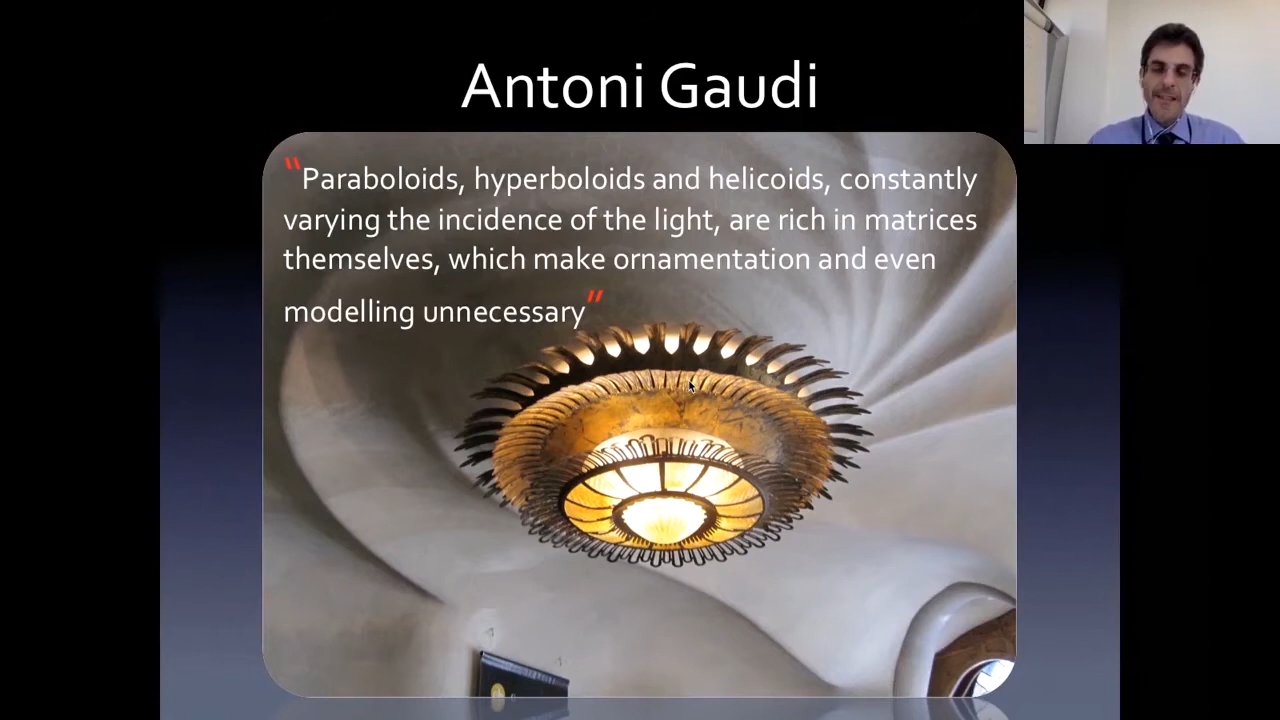 Antoni Gaudi
“Paraboloids, hyperboloids and helicoids, constantly
varying the incidence of the light, are rich in matrices
themselves, which make ornamentation and even
modelling unnecessary”